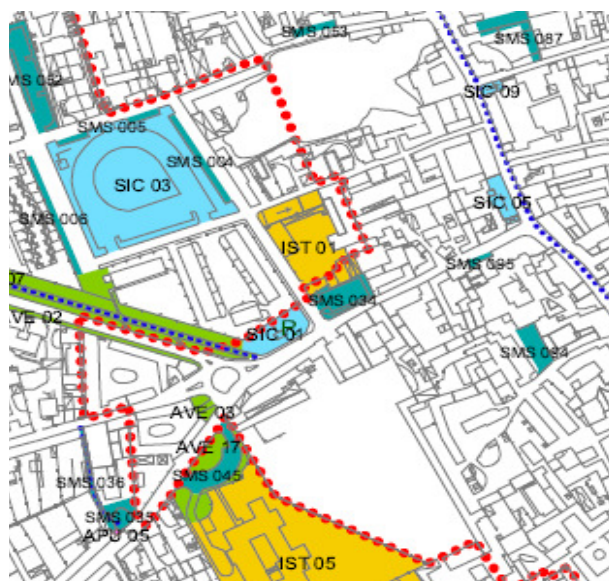 SMS 053
SMS 087
SMS 052
SIC 09
SMS 005
SMS 004
SIC 03
SIC 05
SMS 006
IST 01
SMS 095
07
SMS 034
AVE 02
R
SIC 01
SMS 094
AVE 03
AVE 17
SMS 036
SMS 045
SMS 035
APU 05
IST 05